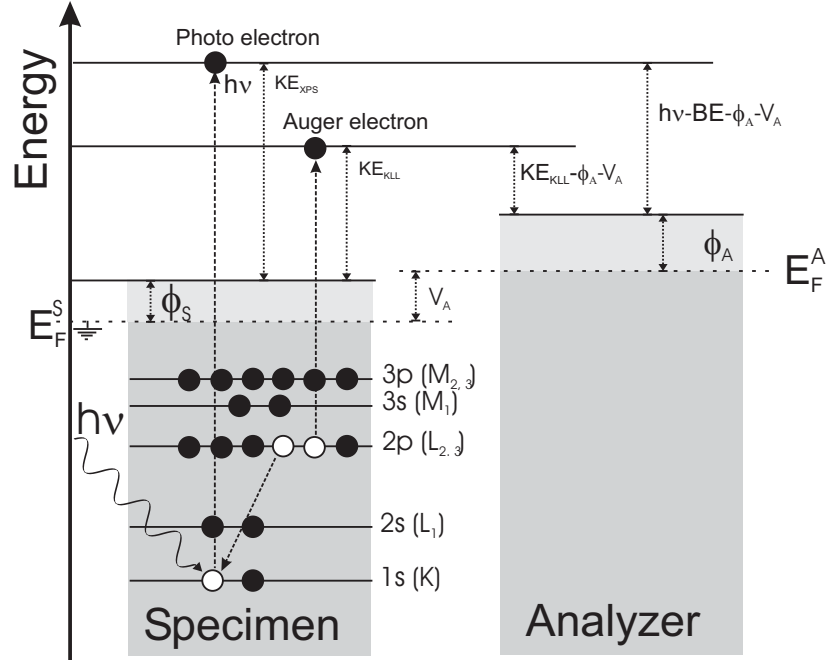 Energy
Photo electron
hν
KE_XPS
Auger electron
KE_KLL
hν-BE-ϕ_A-V_A
KE_KLL-ϕ_A-V_A
ϕ_A
E_F^A
ϕ_S
V_A
E_F^S
3p (M_2, 3)
3s (M_1)
hν
2p (L_2. 3)
2s (L_1)
1s (K)
Specimen
Analyzer